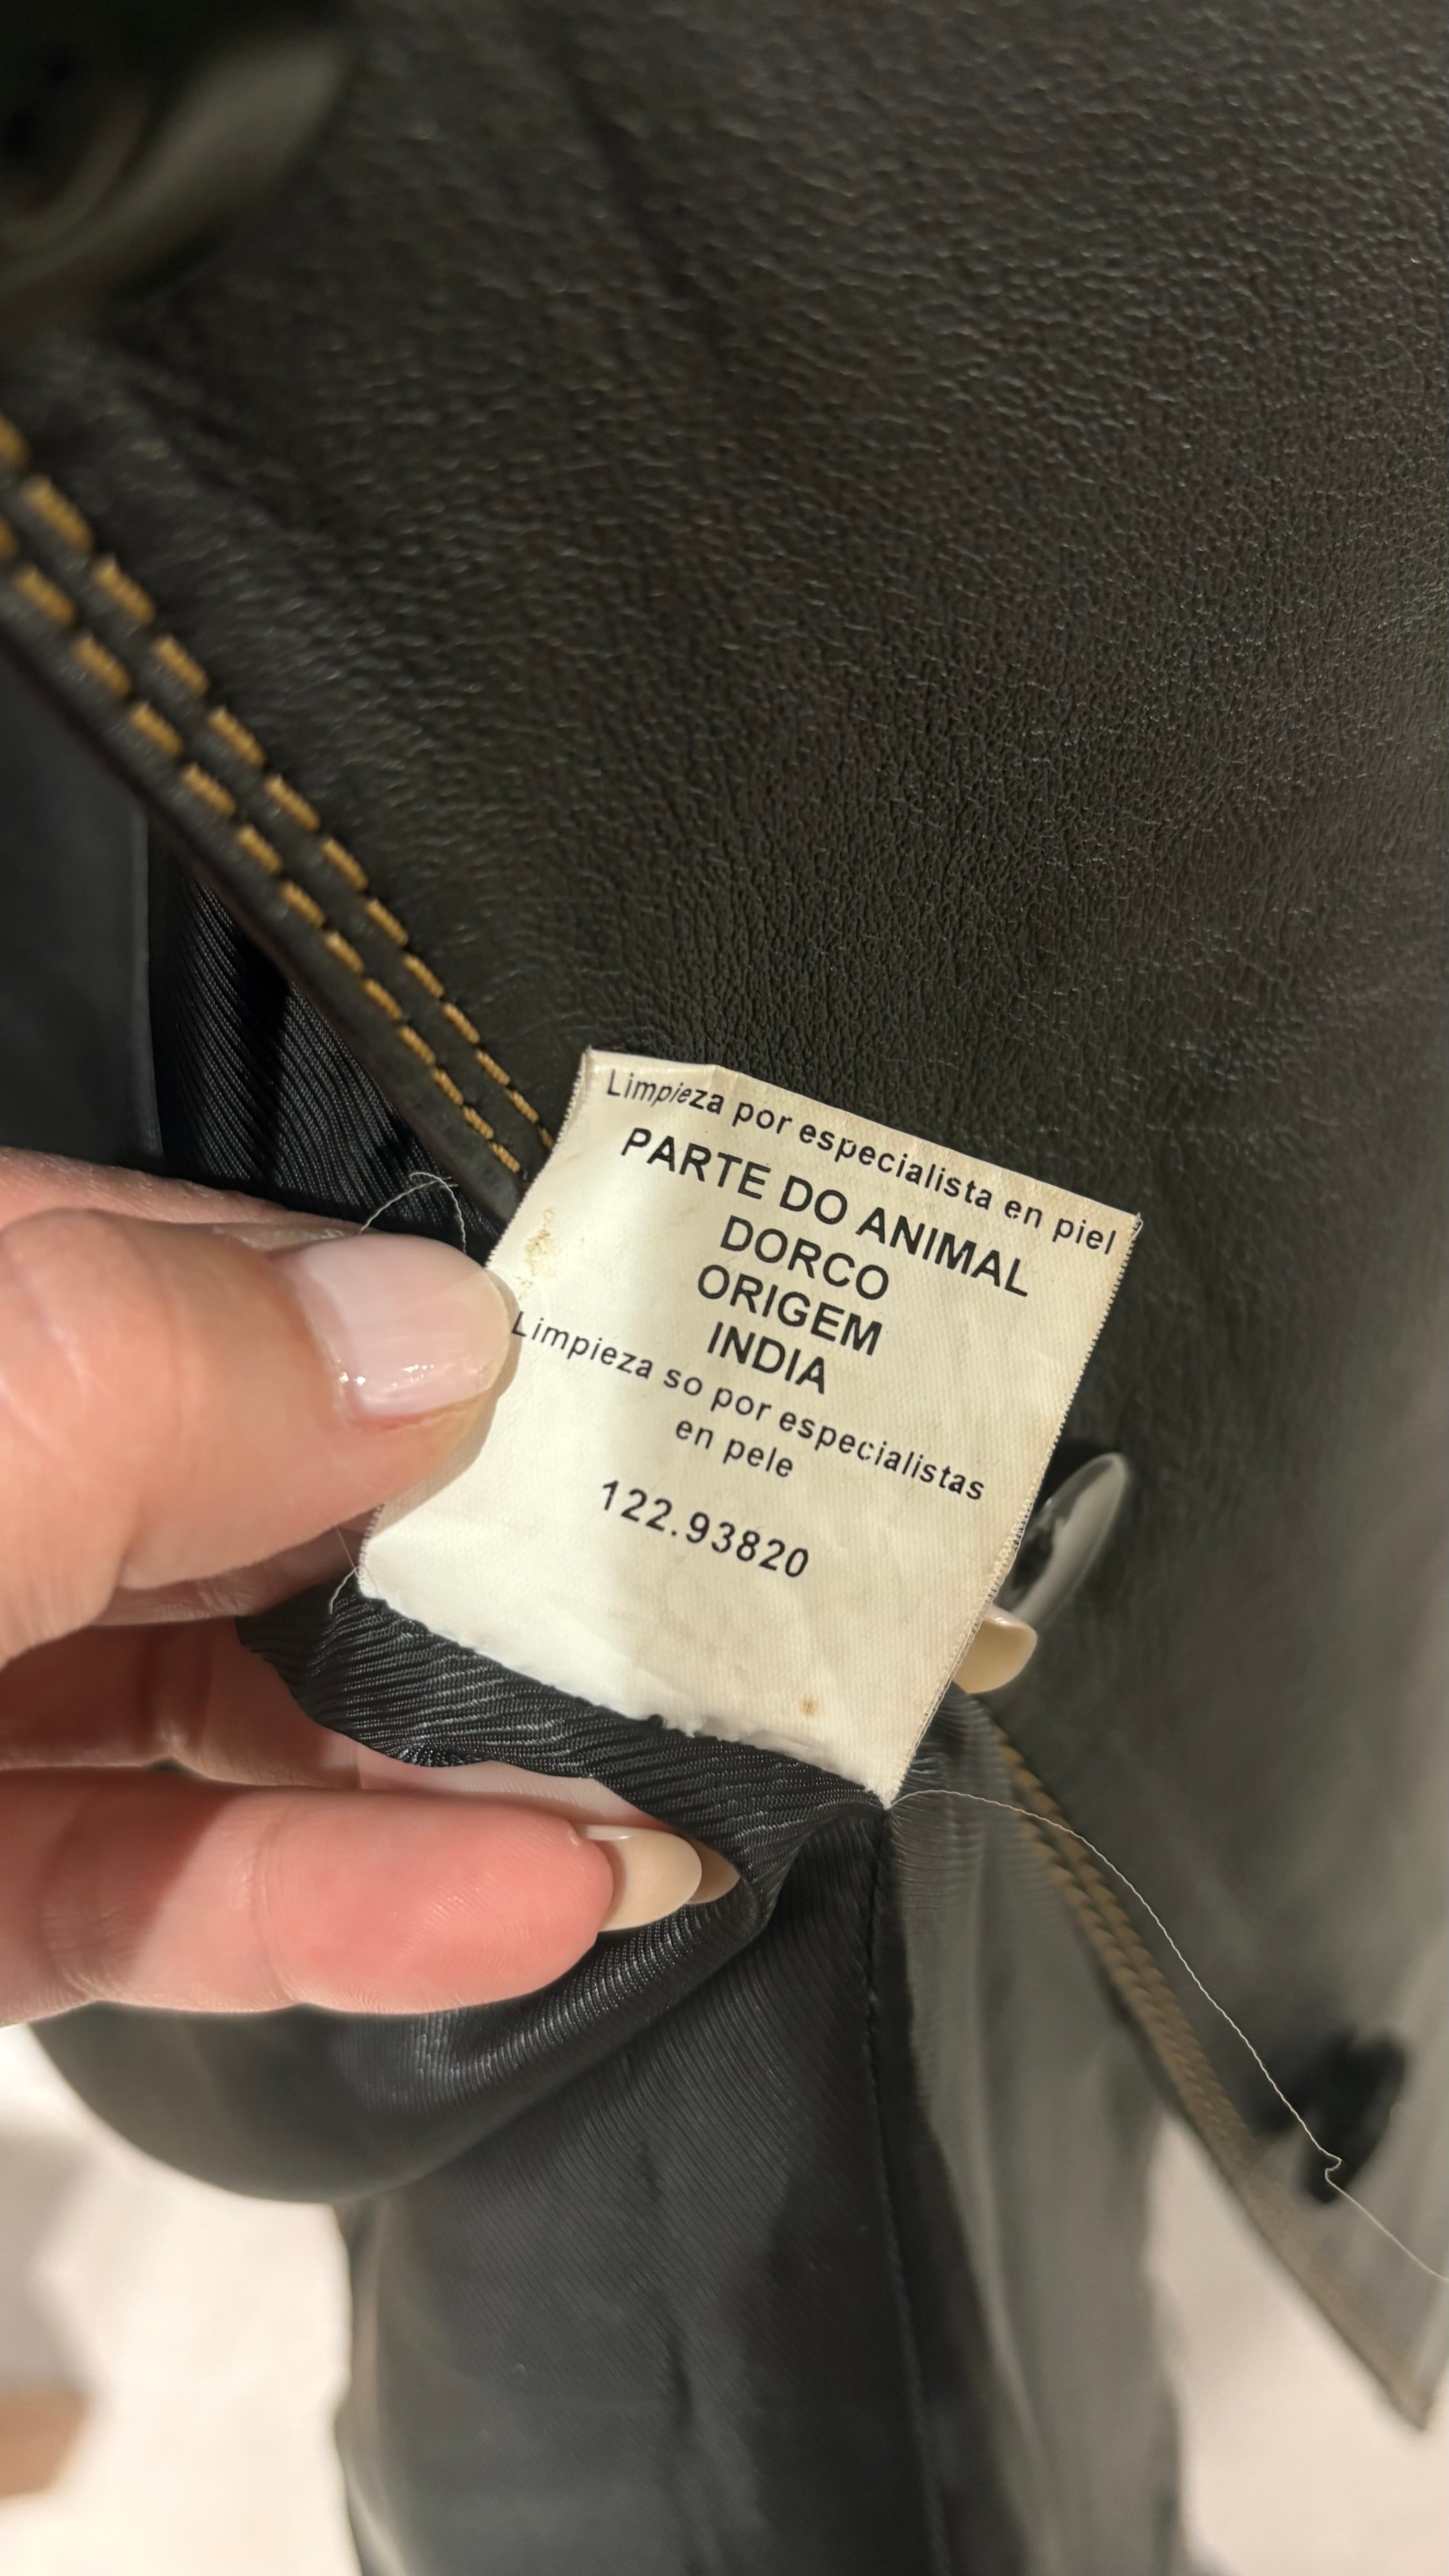 Limpieza por especialista en piel
PARTE DO ANIMAL
DORCO
ORIGEM
INDIA
Limpieza so por especialistas
en pele
122.93820